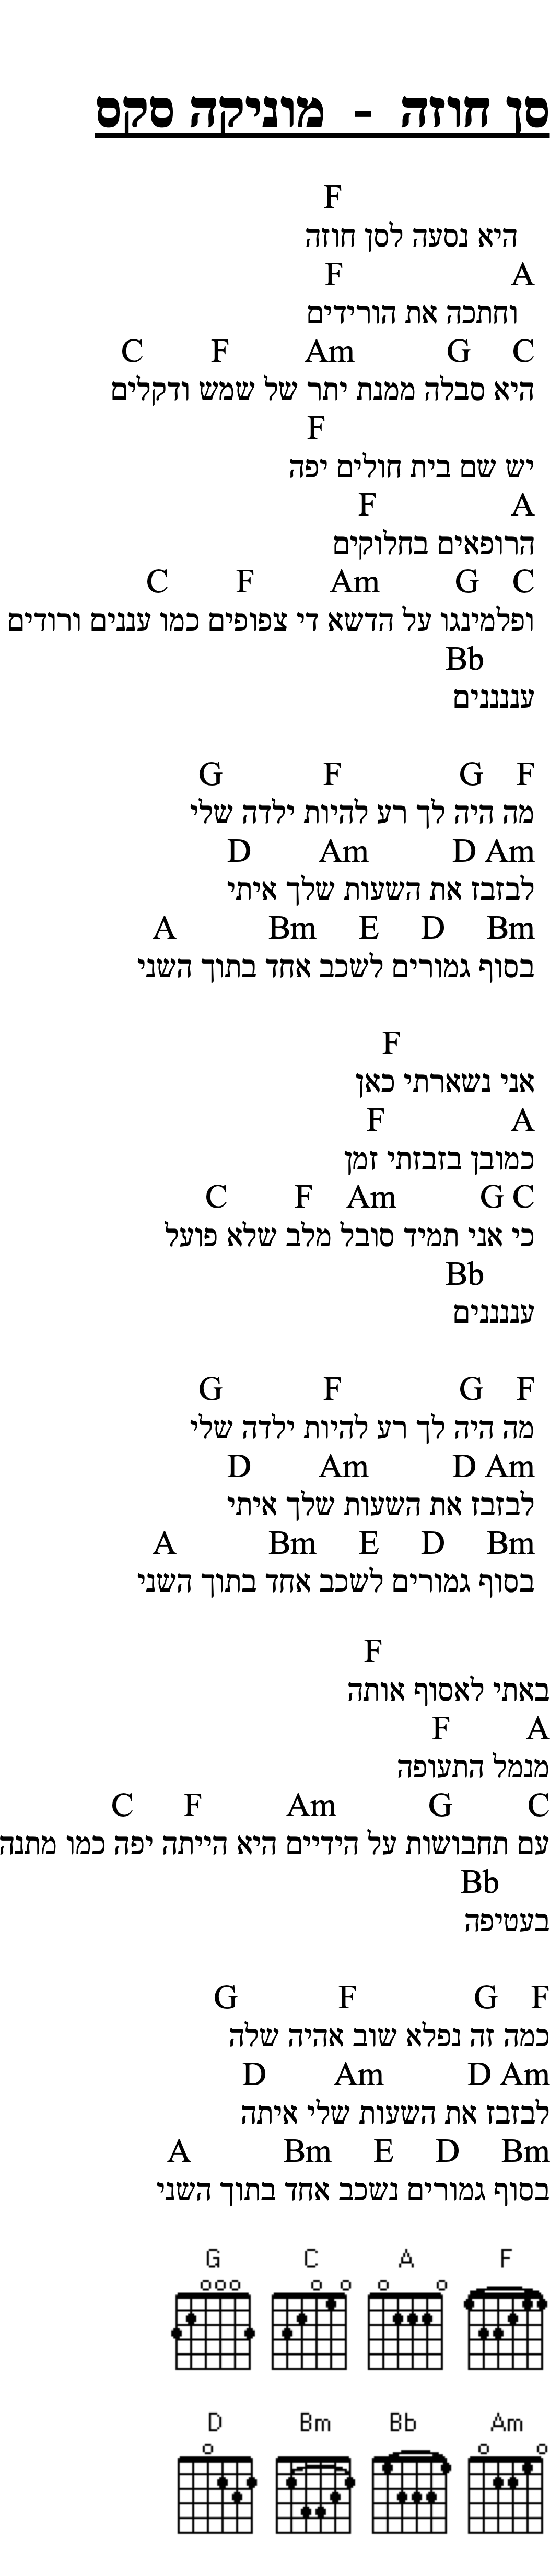 סן חוזה - מוניקה סקס
F
היא נסעה לסן חוזה
F A
וחתכה את הורידים
C F Am G C
היא סבלה ממנת יתר של שמש ודקלים
F
יש שם בית חולים יפה
F A
הרופאים בחלוקים
C F Am G C
ופלמינגו על הדשא די צפופים כמו עננים ורודים
Bb
ענננננים
G F G F
מה היה לך רע להיות ילדה שלי
D Am D Am
לבזבז את השעות שלך איתי
A Bm E D Bm
בסוף גמורים לשכב אחד בתוך השני
F
אני נשארתי כאן
F A
כמובן בזבזתי זמן
C F Am G C
כי אני תמיד סובל מלב שלא פועל
Bb
ענננננים
G F G F
מה היה לך רע להיות ילדה שלי
D Am D Am
לבזבז את השעות שלך איתי
A Bm E D Bm
בסוף גמורים לשכב אחד בתוך השני
F
באתי לאסוף אותה
F A
מנמל התעופה
C F Am G C
עם תחבושות על הידיים היא הייתה יפה כמו מתנה
Bb
בעטיפה
G F G F
כמה זה נפלא שוב אהיה שלה
D Am D Am
לבזבז את השעות שלי איתה
A Bm E D Bm
בסוף גמורים נשכב אחד בתוך השני
G C A F
D Bm Bb Am